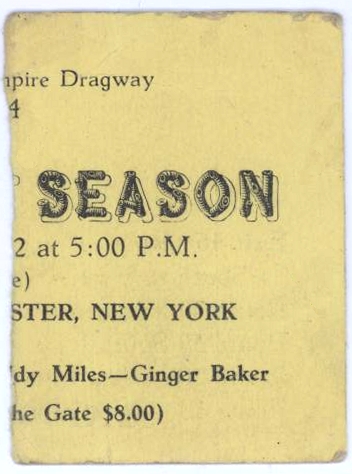 mpire Dragway
4
SEASON
2 at 5:00 P.M.
e)
STER, NEW YORK
dy Miles—Ginger Baker
he Gate $8.00)